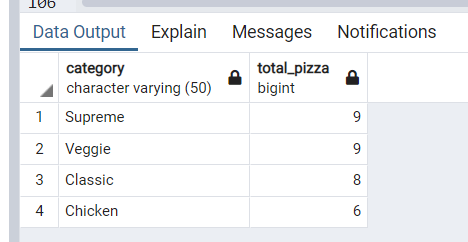 106
Data Output Explain Messages Notifications
category total_pizza
character varying (50) bigint
1 Supreme 9
2 Veggie 9
3 Classic 8
4 Chicken 6